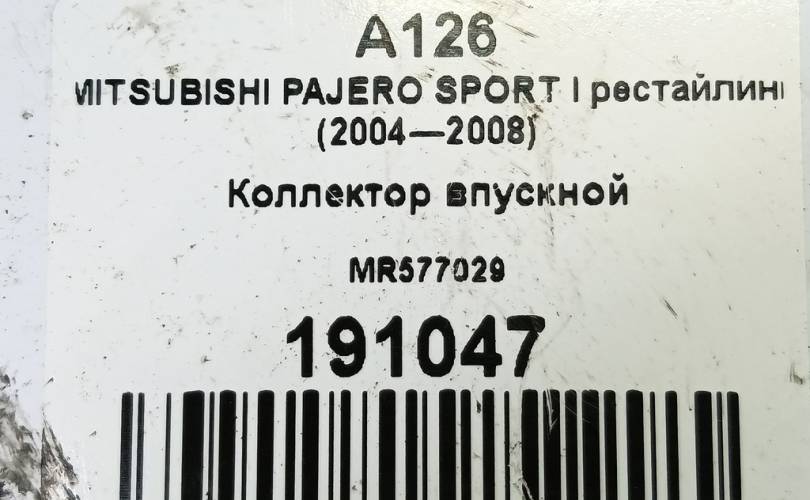 A126
MITSUBISHI PAJERO SPORT I рестайлинг
(2004—2008)
Коллектор впускной
MR577029
191047